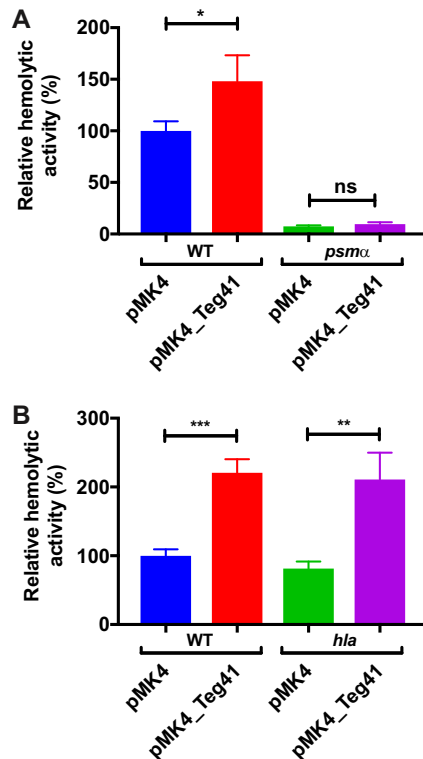 A
Relative hemolytic
activity (%)
200
150
100
50
0
*
ns
WT
psmα
pMK4
pMK4_Teg41
pMK4
pMK4_Teg41
B
Relative hemolytic
activity (%)
300
200
100
0
***
**
WT
hla
pMK4
pMK4_Teg41
pMK4
pMK4_Teg41